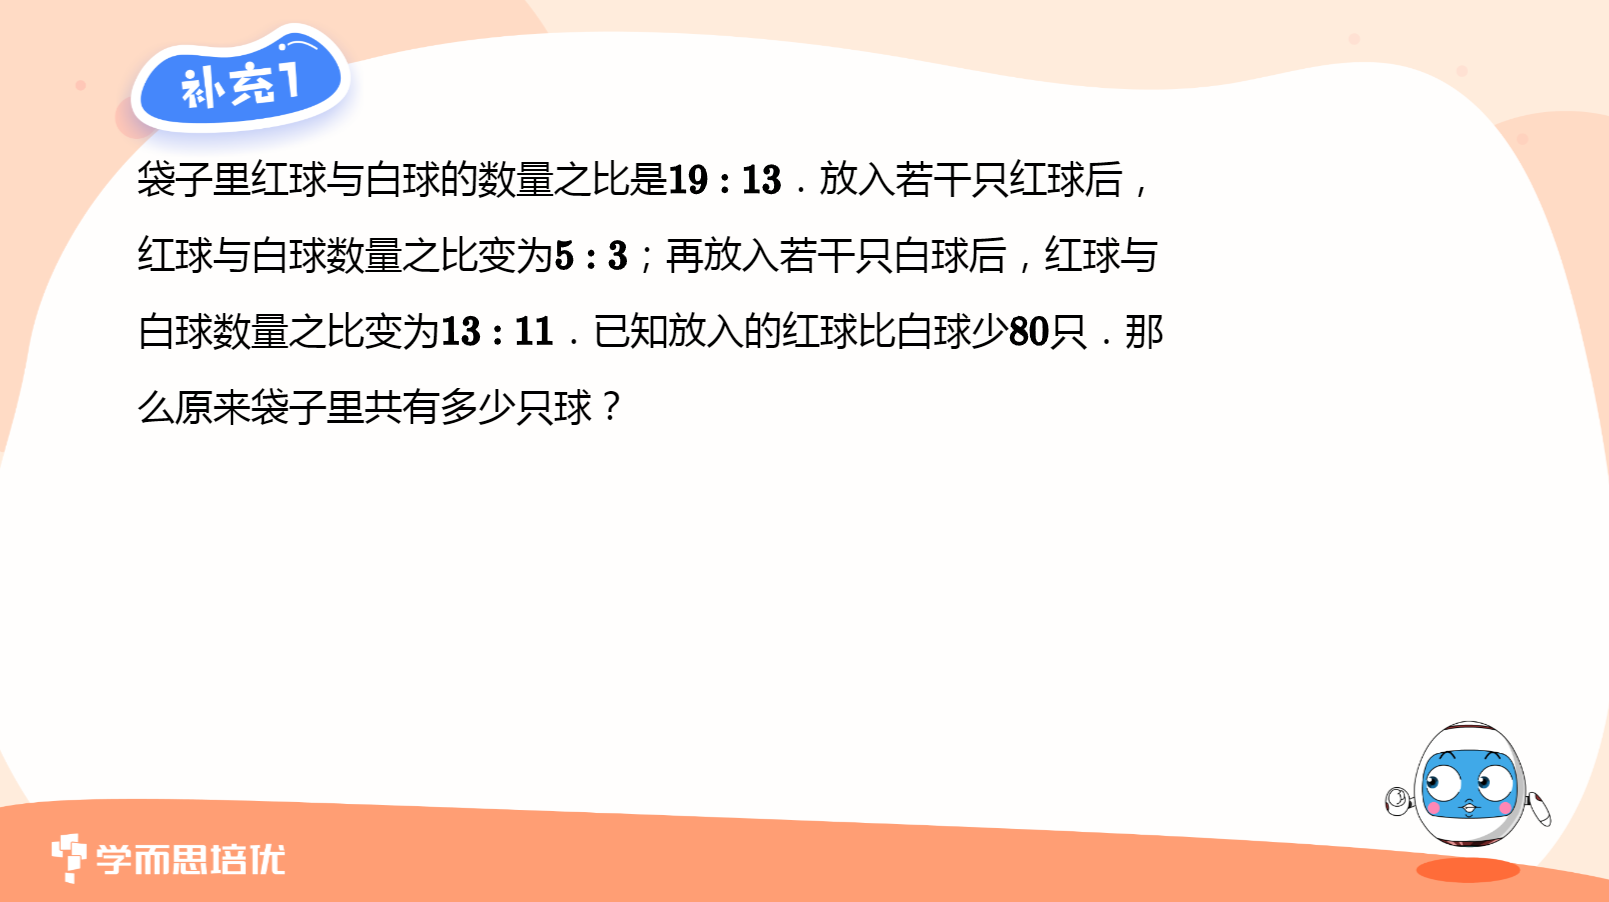 补充1
袋子里红球与白球的数量之比是19 : 13．放入若干只红球后，
红球与白球数量之比变为5 : 3；再放入若干只白球后，红球与
白球数量之比变为13 : 11．已知放入的红球比白球少80只．那
么原来袋子里共有多少只球？
学而思培优